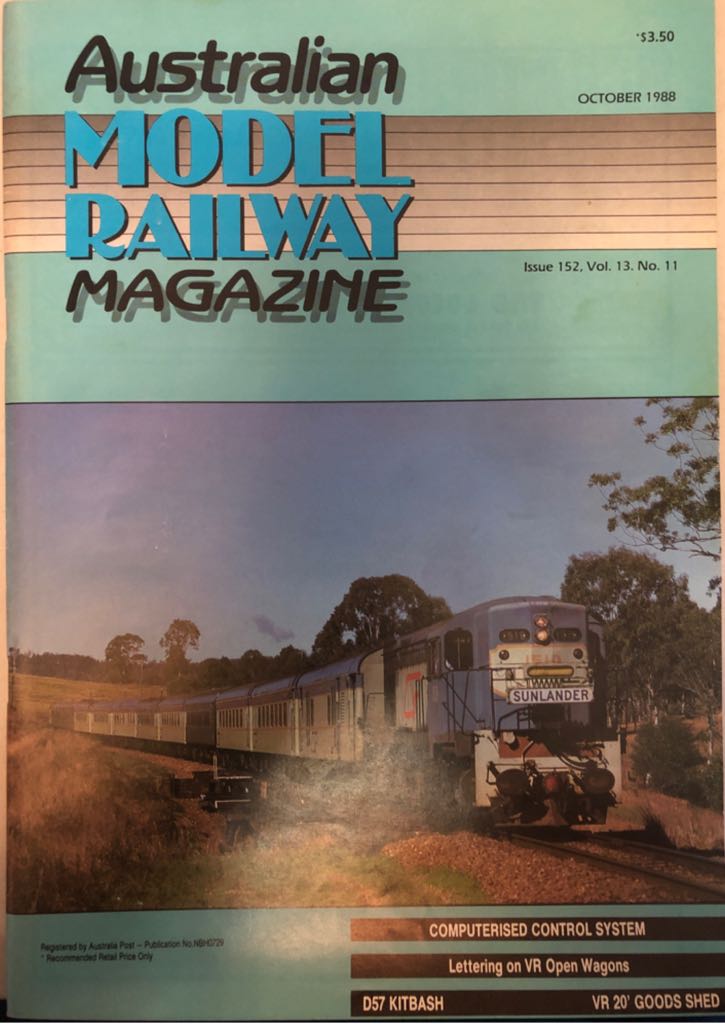 *$3.50
Australian
OCTOBER 1988
MODEL
RAILWAY
Issue 152, Vol. 13. No. 11
MAGAZINE
SUNLANDER
Registered by Australia Post – Publication No.NBH0729
* Recommended Retail Price Only
COMPUTERISED CONTROL SYSTEM
Lettering on VR Open Wagons
D57 KITBASH VR 20' GOODS SHED